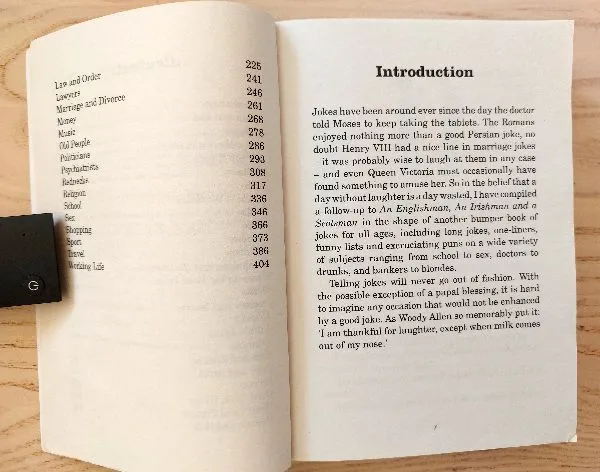 Law and Order 225
Lawyers 241
Marriage and Divorce 246
Money 261
Music 268
Old People 278
Politicians 286
Psychiatrists 293
Rednecks 308
Religion 317
School 336
Sex 346
Shopping 366
Sport 373
Travel 386
Working Life 404
Introduction
Jokes have been around ever since the day the doctor
told Moses to keep taking the tablets. The Romans
enjoyed nothing more than a good Persian joke, no
doubt Henry VIII had a nice line in marriage jokes
– it was probably wise to laugh at them in any case
– and even Queen Victoria must occasionally have
found something to amuse her. So in the belief that a
day without laughter is a day wasted, I have compiled
a follow-up to An Englishman, An Irishman and a
Scotsman in the shape of another bumper book of
jokes for all ages, including long jokes, one-liners,
funny lists and excruciating puns on a wide variety
of subjects ranging from school to sex, doctors to
drunks, and bankers to blondes.
Telling jokes will never go out of fashion. With
the possible exception of a papal blessing, it is hard
to imagine any occasion that would not be enhanced
by a good joke. As Woody Allen so memorably put it:
'I am thankful for laughter, except when milk comes
out of my nose.'